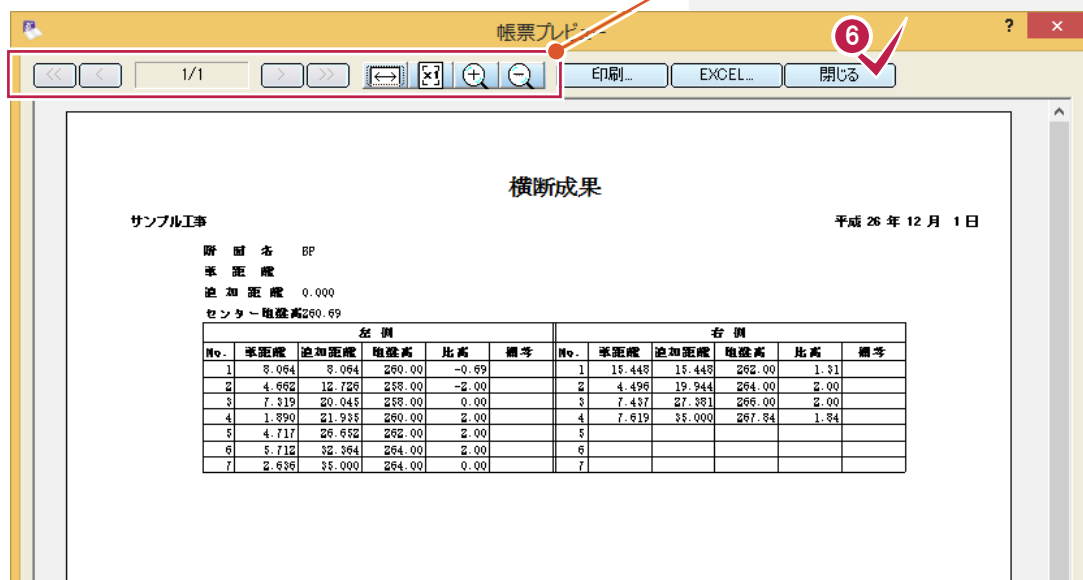 帳票プレビュー
?
×
6
<<
<
1/1
>
>>
×1
印刷...
EXCEL...
閉じる
横断成果
サンプル工事
平成 26 年 12 月 1 日
断 面 名 BP
単 距 離
追 加 距 離 0.000
センター地盤高260.69
左 側 右 側
No. 単距離 追加距離 地盤高 比高 備考 No. 単距離 追加距離 地盤高 比高 備考
1 8.064 8.064 260.00 -0.69 1 15.448 15.448 262.00 1.31
2 4.662 12.726 258.00 -2.00 2 4.496 19.944 264.00 2.00
3 7.319 20.045 258.00 0.00 3 7.437 27.381 266.00 2.00
4 1.890 21.935 260.00 2.00 4 7.619 35.000 267.84 1.84
5 4.717 26.652 262.00 2.00 5
6 5.712 32.364 264.00 2.00 6
7 2.636 35.000 264.00 0.00 7